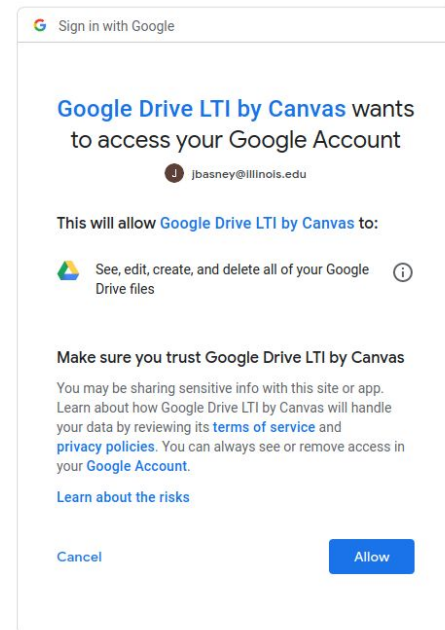 Sign in with Google
Google Drive LTI by Canvas wants
to access your Google Account
J jbasney@illinois.edu
This will allow Google Drive LTI by Canvas to:
See, edit, create, and delete all of your Google
Drive files
Make sure you trust Google Drive LTI by Canvas
You may be sharing sensitive info with this site or app.
Learn about how Google Drive LTI by Canvas will handle
your data by reviewing its terms of service and
privacy policies. You can always see or remove access in
your Google Account.
Learn about the risks
Cancel
Allow